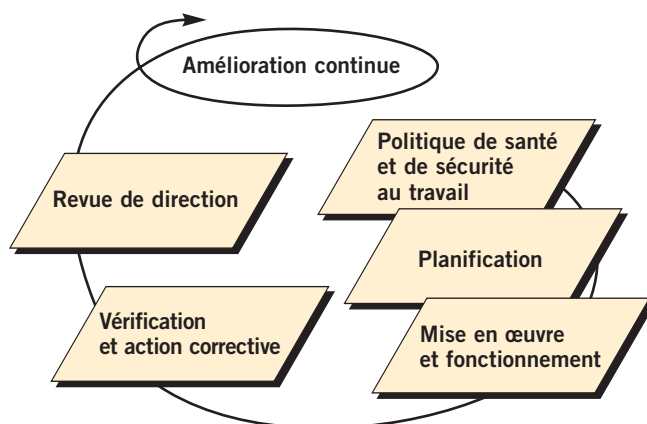 Amélioration continue
Politique de santé
et de sécurité
au travail
Planification
Mise en œuvre
et fonctionnement
Vérification
et action corrective
Revue de direction